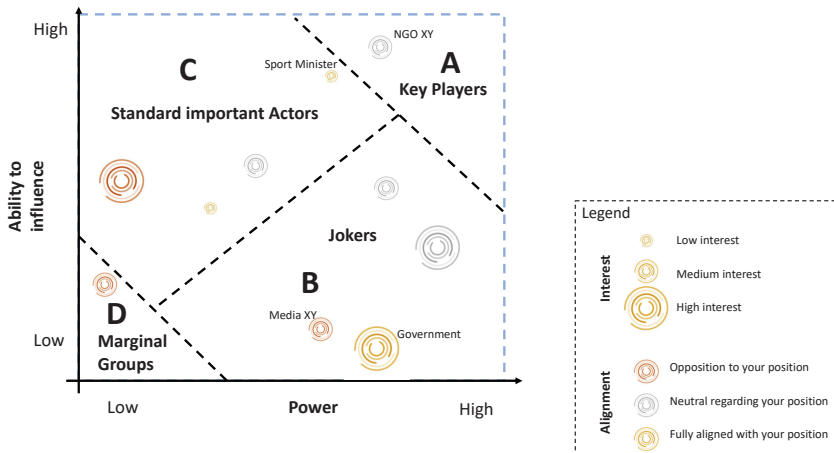 High
NGO XY
C
Sport Minister
A
Key Players
Standard important Actors
Ability to
influence
Jokers
B
D
Media XY
Government
Low
Marginal
Groups
Low
Power
High
Legend
Interest
Low interest
Medium interest
High interest
Alignment
Opposition to your position
Neutral regarding your position
Fully aligned with your position